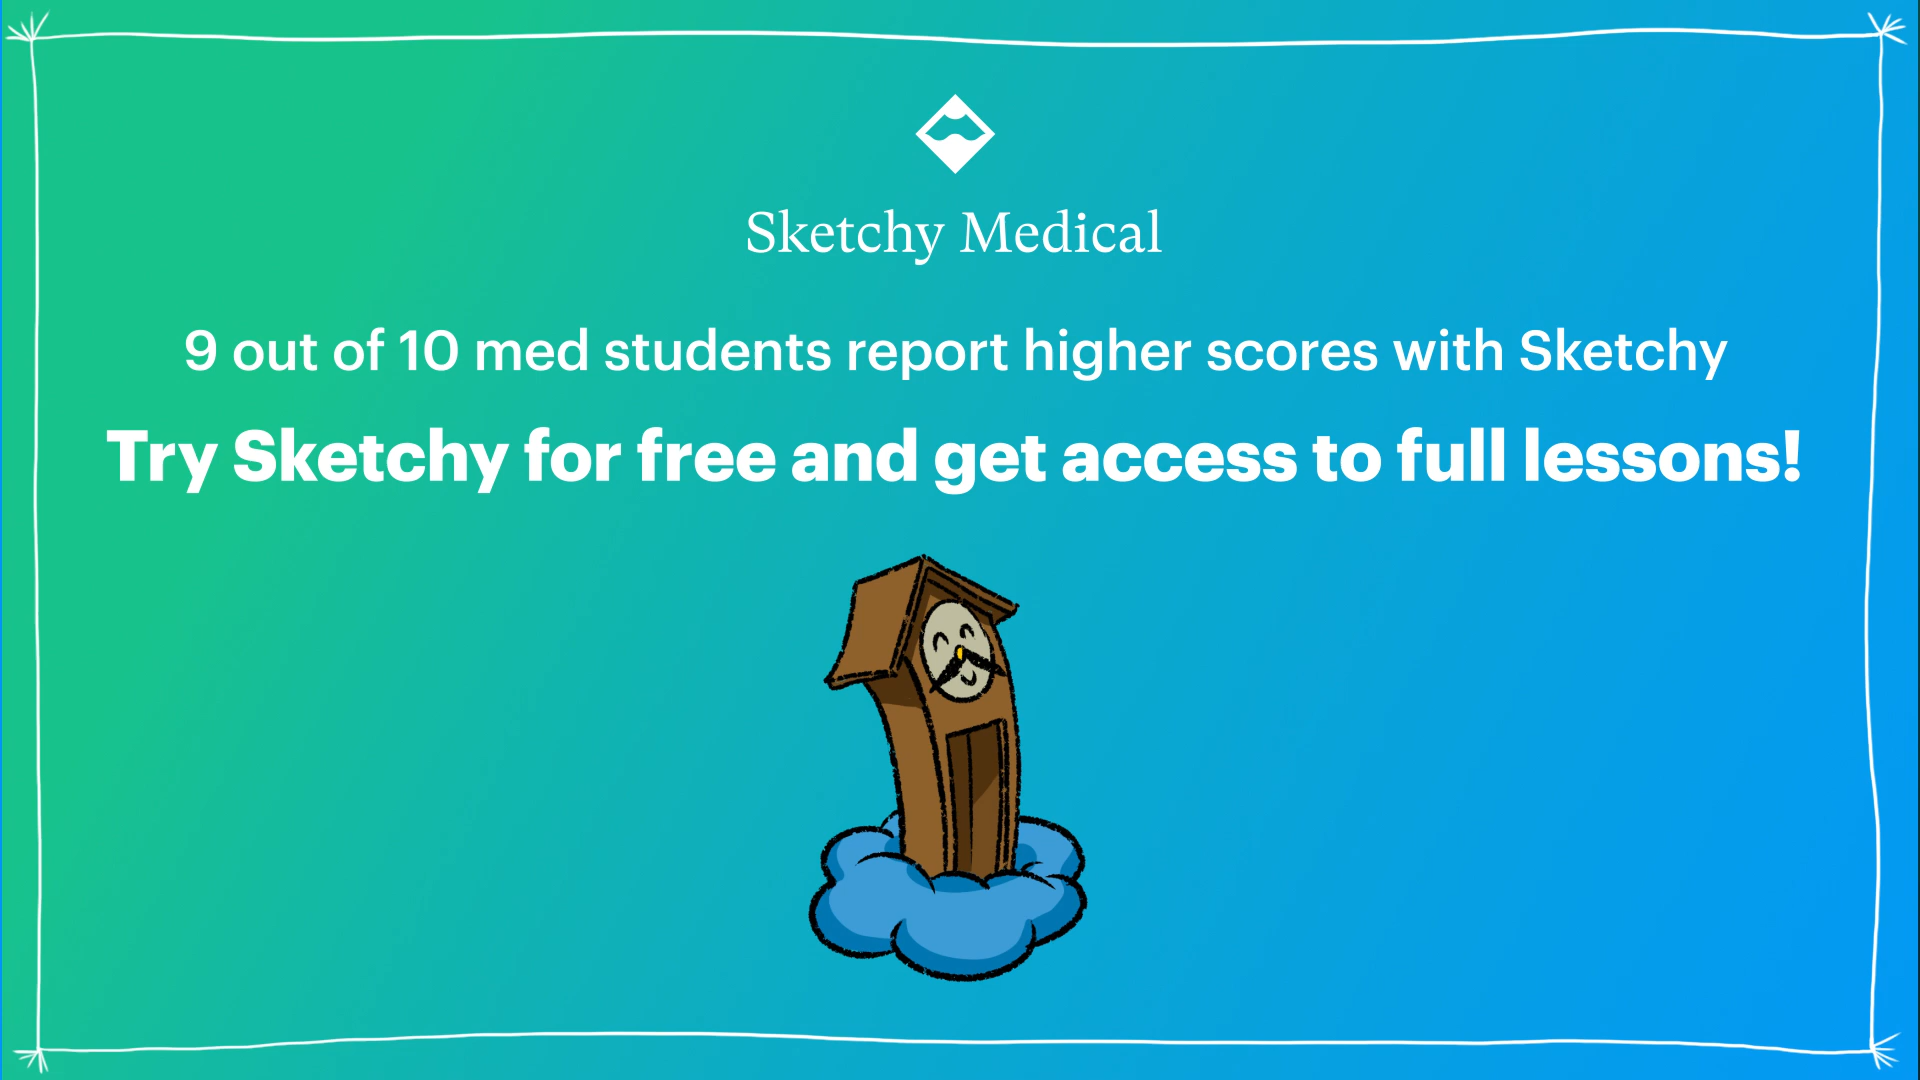 Sketchy Medical
9 out of 10 med students report higher scores with Sketchy
Try Sketchy for free and get access to full lessons!